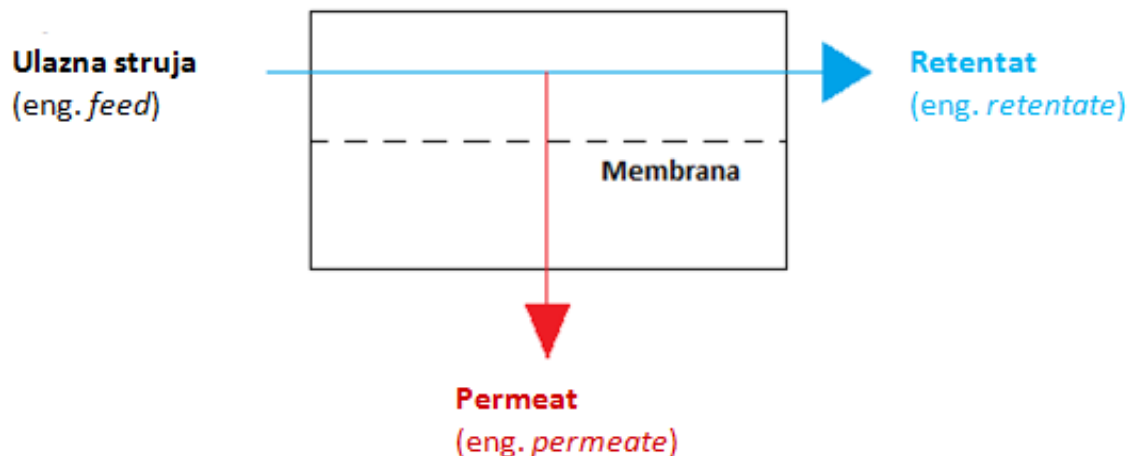 Ulazna struja
(eng. feed)
Retentat
(eng. retentate)
Membrana
Permeat
(eng. permeate)